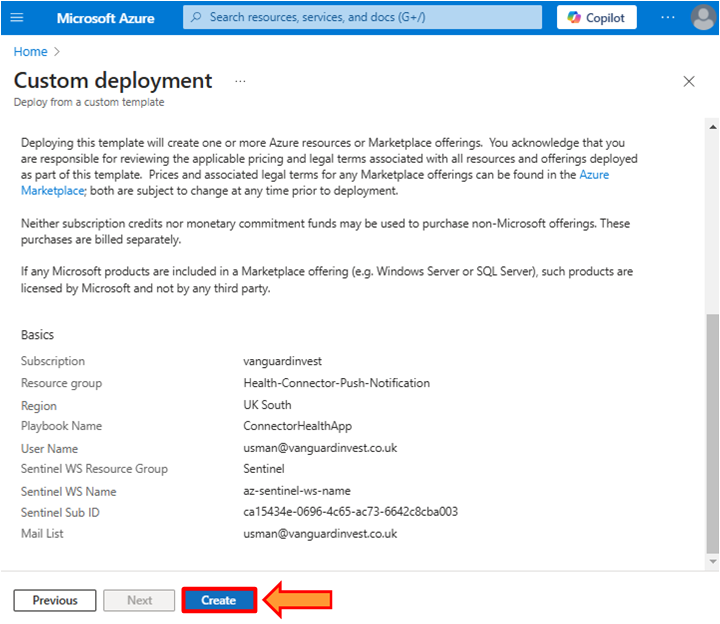 Microsoft Azure
Search resources, services, and docs (G+/)
Copilot
...
Home >
Custom deployment ...
Deploy from a custom template
Deploying this template will create one or more Azure resources or Marketplace offerings. You acknowledge that you
are responsible for reviewing the applicable pricing and legal terms associated with all resources and offerings deployed
as part of this template. Prices and associated legal terms for any Marketplace offerings can be found in the Azure
Marketplace; both are subject to change at any time prior to deployment.
Neither subscription credits nor monetary commitment funds may be used to purchase non-Microsoft offerings. These
purchases are billed separately.
If any Microsoft products are included in a Marketplace offering (e.g. Windows Server or SQL Server), such products are
licensed by Microsoft and not by any third party.
Basics
Subscription vanguardinvest
Resource group Health-Connector-Push-Notification
Region UK South
Playbook Name ConnectorHealthApp
User Name usman@vanguardinvest.co.uk
Sentinel WS Resource Group Sentinel
Sentinel WS Name az-sentinel-ws-name
Sentinel Sub ID ca15434e-0696-4c65-ac73-6642c8cba003
Mail List usman@vanguardinvest.co.uk
Previous Next Create